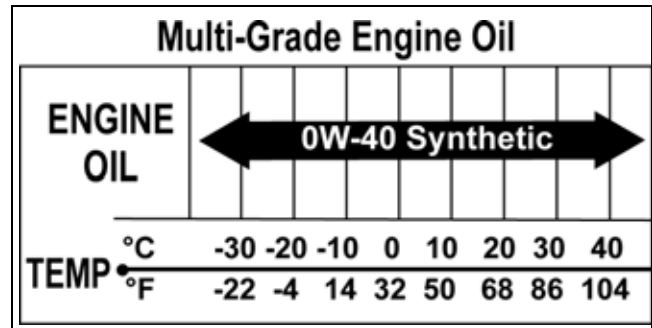 Multi-Grade Engine Oil
ENGINE
OIL
0W-40 Synthetic
TEMP
°C -30 -20 -10 0 10 20 30 40
°F -22 -4 14 32 50 68 86 104